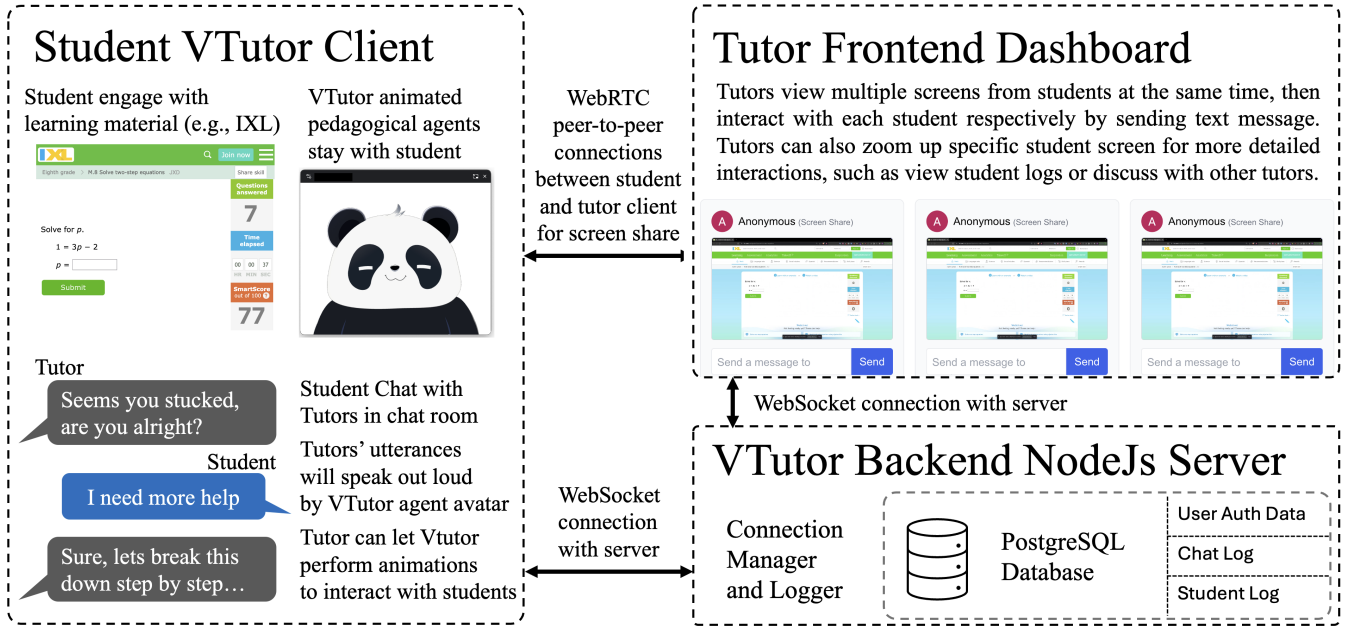 Student VTutor Client
Student engage with
learning material (e.g., IXL)
IXL
Join now
Eighth grade > M.8 Solve two-step equations JXD
Share skill
Questions
answered
7
Time
elapsed
00 00 37
HR MIN SEC
SmartScore
out of 100 ?
77
Solve for p.
1 = 3p − 2
p =
Submit
VTutor animated
pedagogical agents
stay with student
Tutor
Seems you stucked,
are you alright?
Student
I need more help
Sure, lets break this
down step by step…
Student Chat with
Tutors in chat room
Tutors’ utterances
will speak out loud
by VTutor agent avatar
Tutor can let Vtutor
perform animations
to interact with students
WebRTC
peer-to-peer
connections
between student
and tutor client
for screen share
WebSocket
connection
with server
Tutor Frontend Dashboard
Tutors view multiple screens from students at the same time, then
interact with each student respectively by sending text message.
Tutors can also zoom up specific student screen for more detailed
interactions, such as view student logs or discuss with other tutors.
A Anonymous (Screen Share)
Send a message to
Send
A Anonymous (Screen Share)
Send a message to
Send
A Anonymous (Screen Share)
Send a message to
Send
WebSocket connection with server
VTutor Backend NodeJs Server
Connection
Manager
and Logger
PostgreSQL
Database
User Auth Data
Chat Log
Student Log